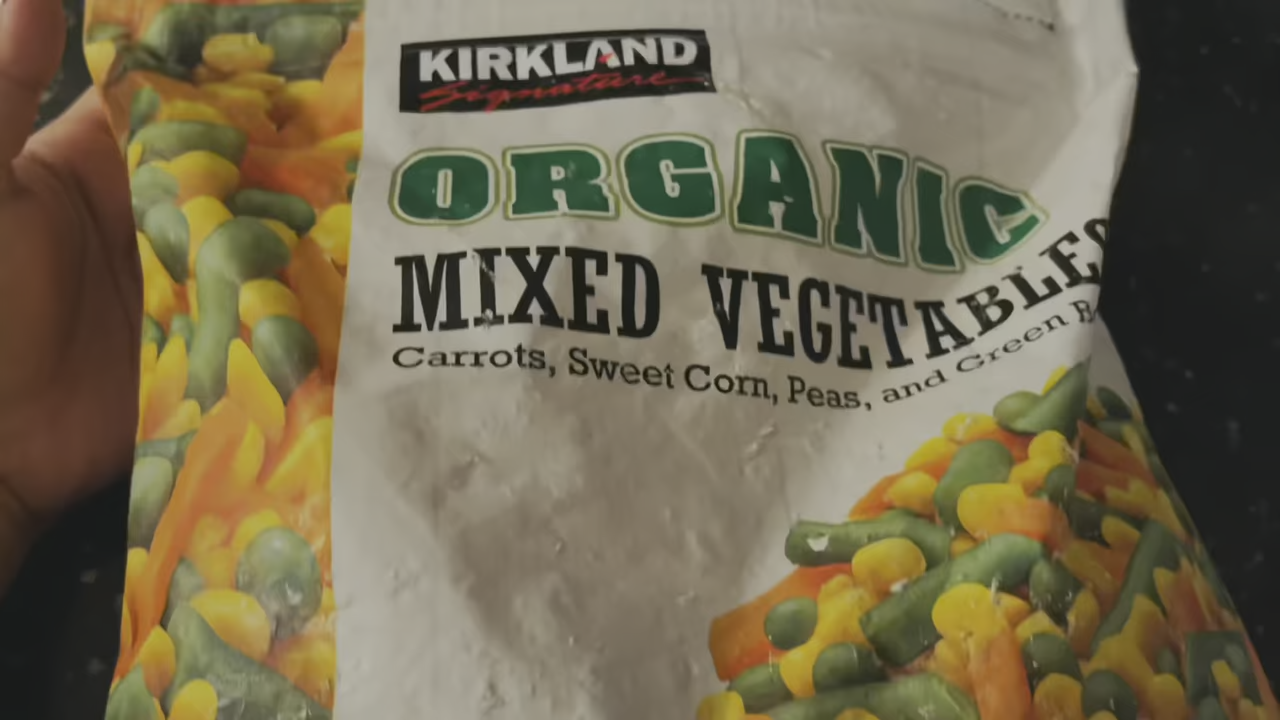 KIRKLAND
Signature
ORGANIC
MIXED VEGETABLES
Carrots, Sweet Corn, Peas, and Green